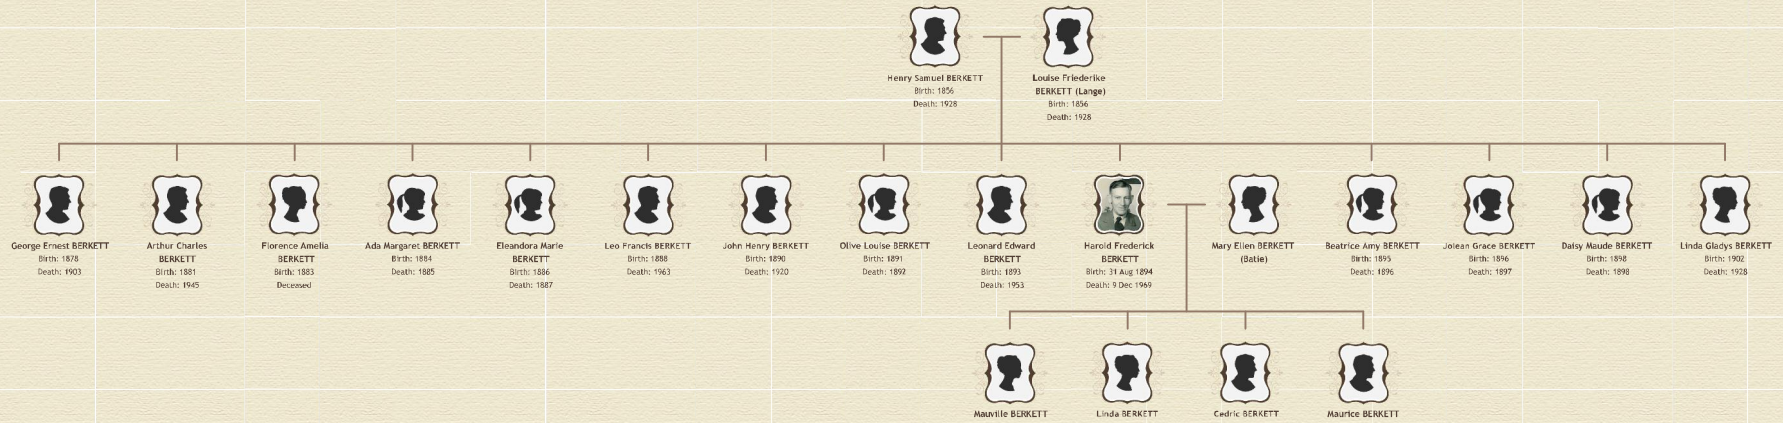 Henry Samuel BERKETT
Birth: 1856
Death: 1928
Louise Friederike
BERKETT (Lange)
Birth: 1856
Death: 1928
George Ernest BERKETT
Birth: 1878
Death: 1903
Arthur Charles
BERKETT
Birth: 1881
Death: 1945
Florence Amelia
BERKETT
Birth: 1883
Deceased
Ada Margaret BERKETT
Birth: 1884
Death: 1885
Eleandora Marie
BERKETT
Birth: 1886
Death: 1887
Leo Francis BERKETT
Birth: 1888
Death: 1963
John Henry BERKETT
Birth: 1890
Death: 1920
Olive Louise BERKETT
Birth: 1891
Death: 1892
Leonard Edward
BERKETT
Birth: 1893
Death: 1953
Harold Frederick
BERKETT
Birth: 31 Aug 1894
Death: 9 Dec 1969
Mary Ellen BERKETT
(Batie)
Beatrice Amy BERKETT
Birth: 1895
Death: 1896
Joiean Grace BERKETT
Birth: 1896
Death: 1897
Daisy Maude BERKETT
Birth: 1898
Death: 1898
Linda Gladys BERKETT
Birth: 1902
Death: 1928
Mauville BERKETT
Linda BERKETT
Cedric BERKETT
Maurice BERKETT